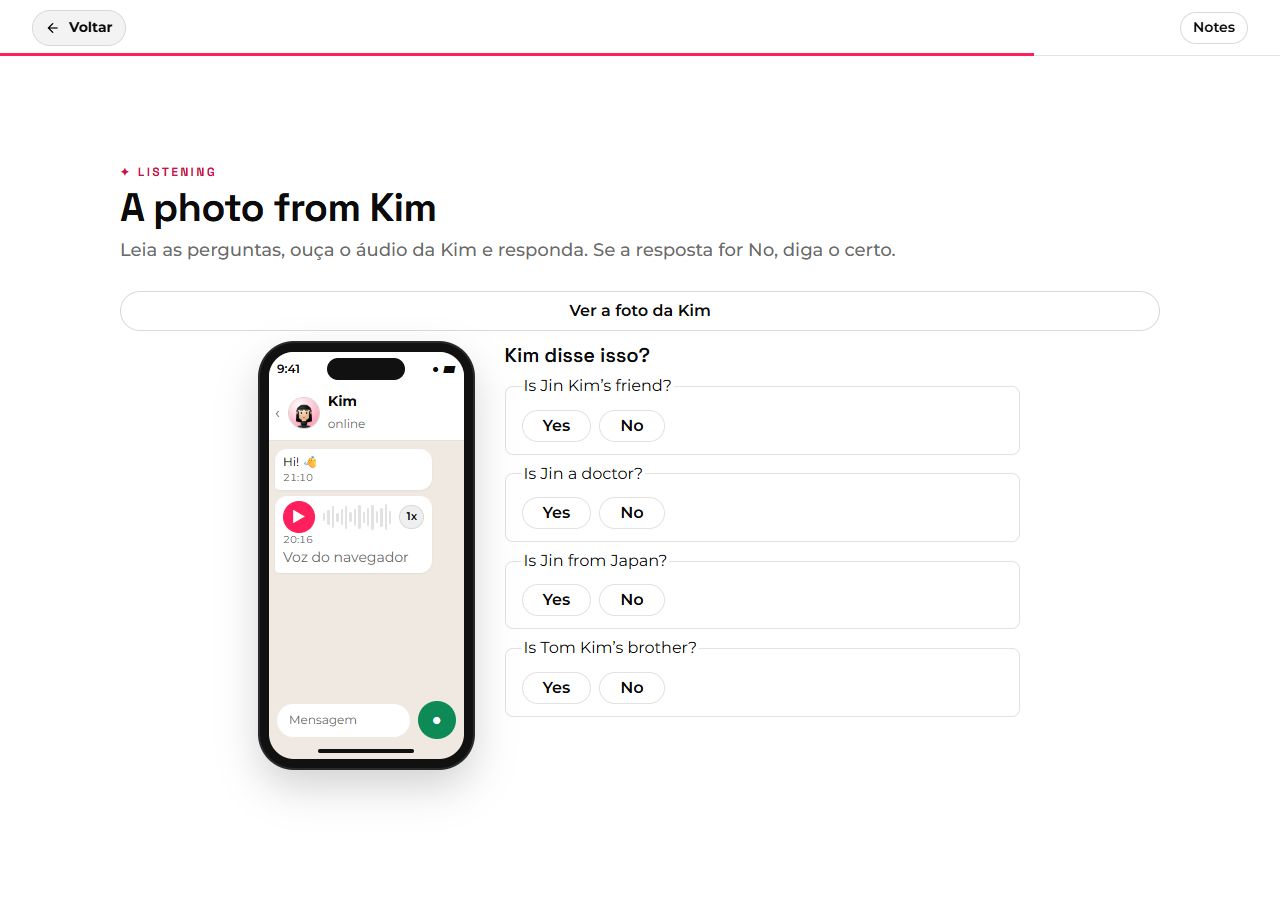 Voltar
Notes
LISTENING
A photo from Kim
Leia as perguntas, ouça o áudio da Kim e responda. Se a resposta for No, diga o certo.
Ver a foto da Kim
9:41
Kim
online
Hi! 👋
21:10
1x
20:16
Voz do navegador
Mensagem
Kim disse isso?
Is Jin Kim’s friend?
Yes No
Is Jin a doctor?
Yes No
Is Jin from Japan?
Yes No
Is Tom Kim’s brother?
Yes No